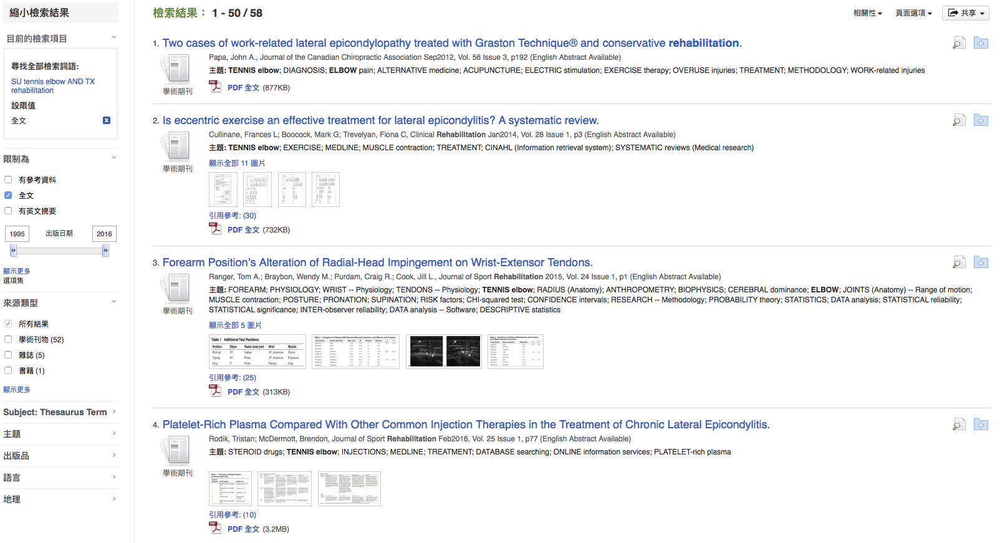 縮小檢索結果
目前的檢索項目
尋找全部檢索詞語:
SU tennis elbow AND TX
rehabilitation
設限值
全文
限制為
有參考資料
全文
有英文摘要
1995 出版日期 2016
顯示更多
選項集
來源類型
所有結果
學術刊物 (52)
雜誌 (5)
書籍 (1)
顯示更多
Subject: Thesaurus Term
主題
出版品
語言
地理
檢索結果： 1 - 50 / 58
相關性 頁面選項 共享
1. Two cases of work-related lateral epicondylopathy treated with Graston Technique® and conservative rehabilitation.
Papa, John A., Journal of the Canadian Chiropractic Association Sep2012, Vol. 56 Issue 3, p192 (English Abstract Available)
主題: TENNIS elbow; DIAGNOSIS; ELBOW pain; ALTERNATIVE medicine; ACUPUNCTURE; ELECTRIC stimulation; EXERCISE therapy; OVERUSE injuries; TREATMENT; METHODOLOGY; WORK-related injuries
學術期刊
PDF 全文 (877KB)
2. Is eccentric exercise an effective treatment for lateral epicondylitis? A systematic review.
Cullinane, Frances L; Boocock, Mark G; Trevelyan, Fiona C, Clinical Rehabilitation Jan2014, Vol. 28 Issue 1, p3 (English Abstract Available)
主題: TENNIS elbow; EXERCISE; MEDLINE; MUSCLE contraction; TREATMENT; CINAHL (Information retrieval system); SYSTEMATIC reviews (Medical research)
學術期刊
顯示全部 11 圖片
引用參考: (30)
PDF 全文 (732KB)
3. Forearm Position's Alteration of Radial-Head Impingement on Wrist-Extensor Tendons.
Ranger, Tom A.; Braybon, Wendy M.; Purdam, Craig R.; Cook, Jill L., Journal of Sport Rehabilitation 2015, Vol. 24 Issue 1, p1 (English Abstract Available)
主題: FOREARM; PHYSIOLOGY; WRIST -- Physiology; TENDONS -- Physiology; TENNIS elbow; RADIUS (Anatomy); ANTHROPOMETRY; BIOPHYSICS; CEREBRAL dominance; ELBOW; JOINTS (Anatomy) -- Range of motion;
MUSCLE contraction; POSTURE; PRONATION; SUPINATION; RISK factors; CHI-squared test; CONFIDENCE intervals; RESEARCH -- Methodology; PROBABILITY theory; STATISTICS; DATA analysis; STATISTICAL reliability;
STATISTICAL significance; INTER-observer reliability; DATA analysis -- Software; DESCRIPTIVE statistics
學術期刊
顯示全部 5 圖片
Table 1 Additional Test Positions
Position Elbow Radial ulnar joint Wrist Muscle
Pick-up 30° Supine 30° extension Flexor
Typing 90° Prone 30° extension Extensors
Grip 0° Prone Neutral Grip
引用參考: (25)
PDF 全文 (313KB)
4. Platelet-Rich Plasma Compared With Other Common Injection Therapies in the Treatment of Chronic Lateral Epicondylitis.
Rodik, Tristan; McDermott, Brendon, Journal of Sport Rehabilitation Feb2016, Vol. 25 Issue 1, p77 (English Abstract Available)
主題: STEROID drugs; TENNIS elbow; INJECTIONS; MEDLINE; TREATMENT; DATABASE searching; ONLINE information services; PLATELET-rich plasma
學術期刊
引用參考: (10)
PDF 全文 (3.2MB)